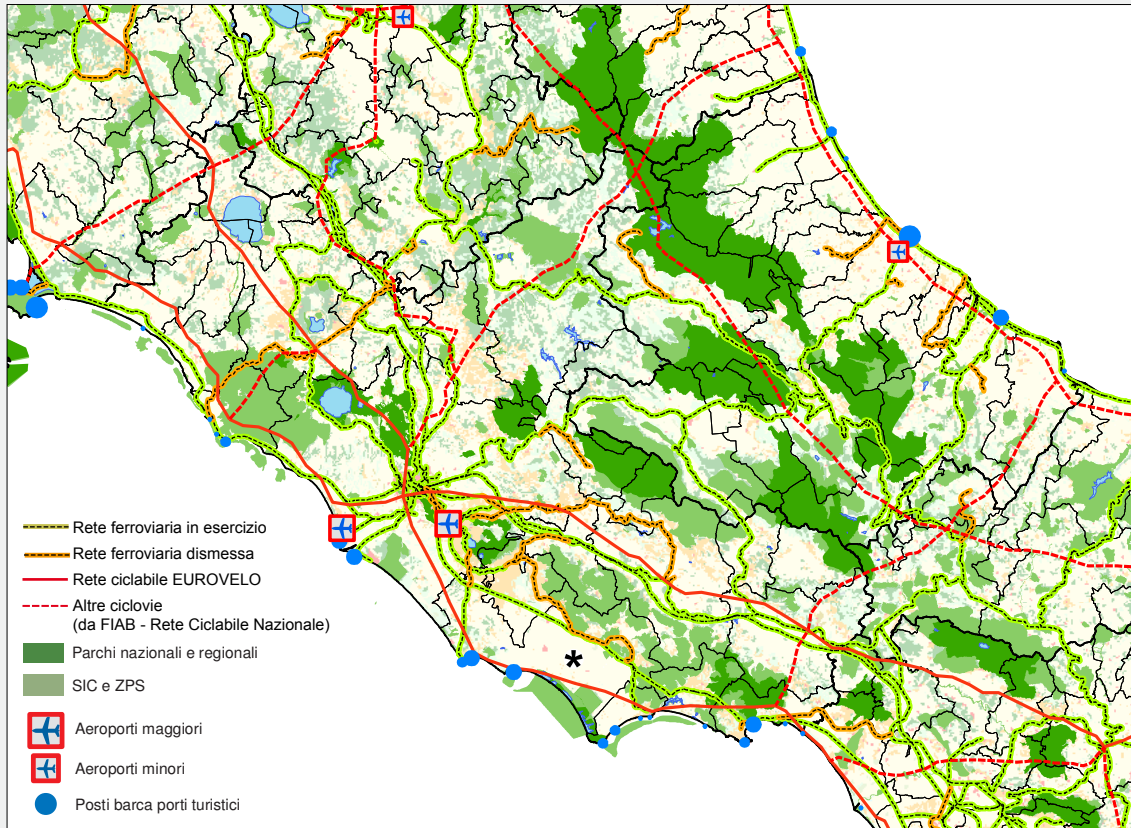 Rete ferroviaria in esercizio
Rete ferroviaria dismessa
Rete ciclabile EUROVELO
Altre ciclovie
(da FIAB - Rete Ciclabile Nazionale)
Parchi nazionali e regionali
SIC e ZPS
Aeroporti maggiori
Aeroporti minori
Posti barca porti turistici
*